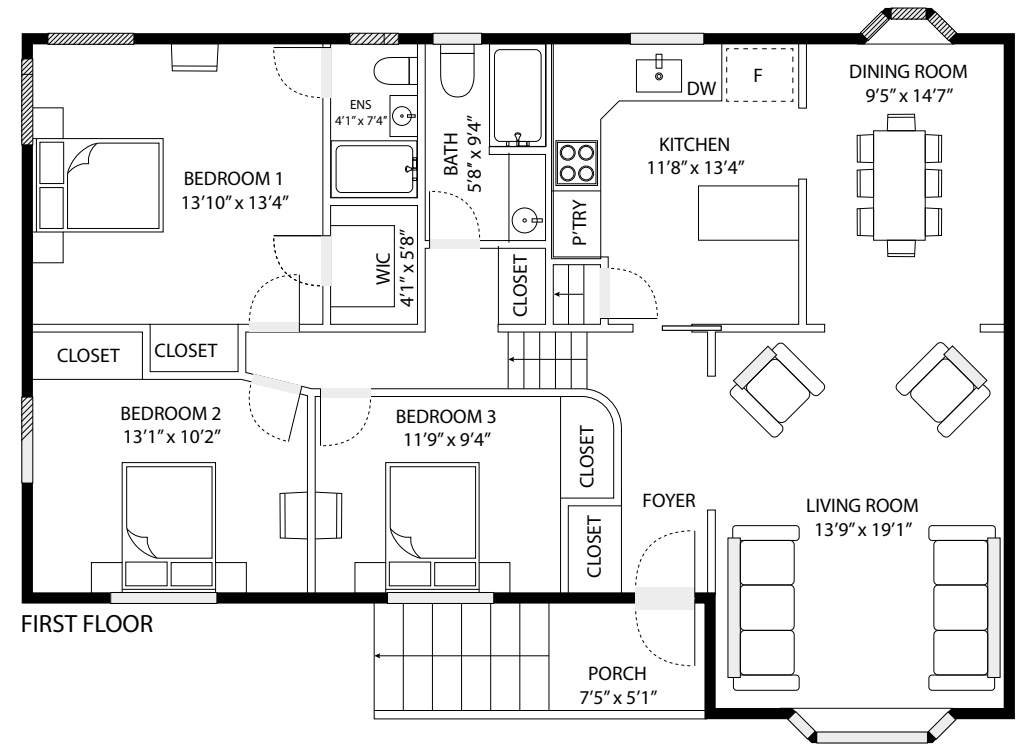 DINING ROOM
9'5" x 14'7"
F
DW
ENS
4'1" x 7'4"
BATH
5'8" x 9'4"
KITCHEN
11'8" x 13'4"
BEDROOM 1
13'10" x 13'4"
P'TRY
WIC
4'1" x 5'8"
CLOSET
CLOSET
CLOSET
BEDROOM 2
13'1" x 10'2"
BEDROOM 3
11'9" x 9'4"
CLOSET
FOYER
LIVING ROOM
13'9" x 19'1"
CLOSET
FIRST FLOOR
PORCH
7'5" x 5'1"